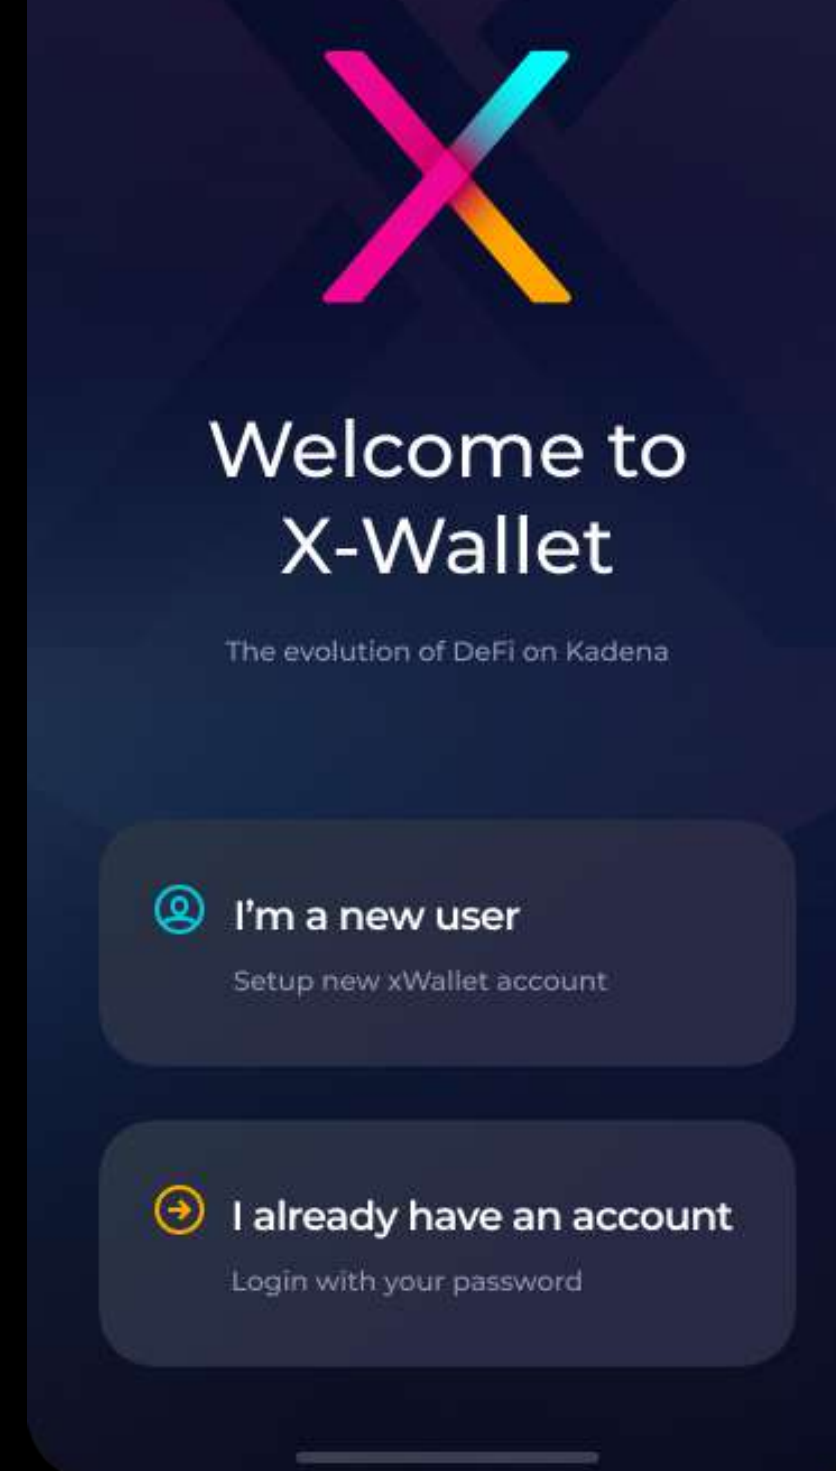 Welcome to
X-Wallet
The evolution of DeFi on Kadena
I'm a new user
Setup new xWallet account
I already have an account
Login with your password